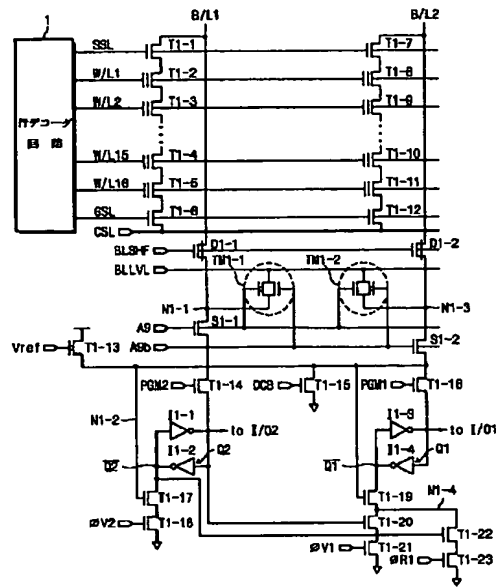 1
B/L1
B/L2
SSL
T1-1
T1-7
W/L1
T1-2
T1-8
W/L2
T1-3
T1-9
行デコーダ
回路
W/L15
T1-4
T1-10
W/L16
T1-5
T1-11
GSL
T1-6
T1-12
CSL
BLSHF
D1-1
D1-2
BLLVL
TM1-1
TM1-2
N1-1
N1-3
A9
S1-1
A9b
S1-2
Vref
T1-13
PGM2
T1-14
DCB
T1-15
PGM1
T1-16
N1-2
I1-1
to I/O2
I1-3
to I/O1
I1-2
Q2
Q2
I1-4
Q1
Q1
N1-4
T1-17
T1-19
T1-20
T1-22
ØV2
T1-18
ØV1
T1-21
ØR1
T1-23